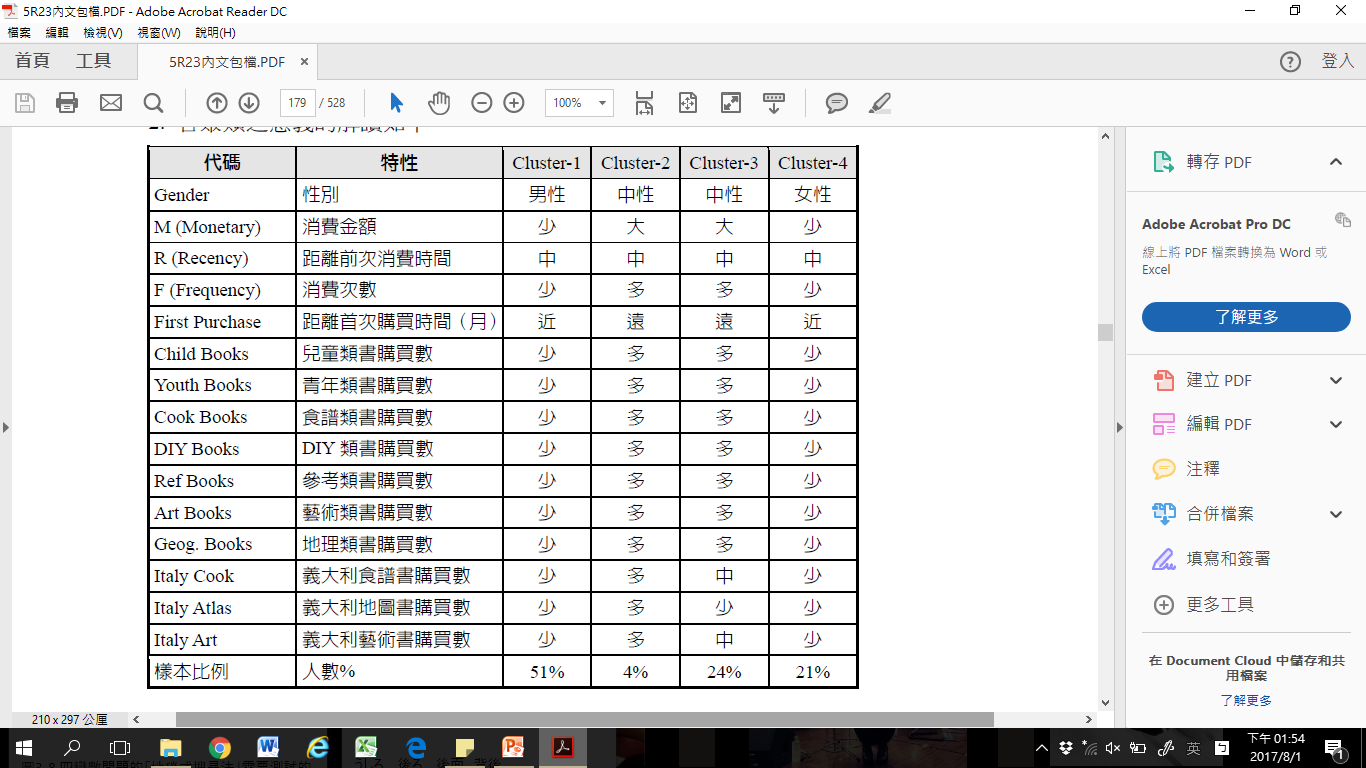 5R23內文包檔.PDF - Adobe Acrobat Reader DC
檔案 編輯 檢視(V) 視窗(W) 說明(H)
首頁 工具 5R23內文包檔.PDF × 登入
179 / 528 100%
代碼 特性 Cluster-1 Cluster-2 Cluster-3 Cluster-4
Gender 性別 男性 中性 中性 女性
M (Monetary) 消費金額 少 大 大 少
R (Recency) 距離前次消費時間 中 中 中 中
F (Frequency) 消費次數 少 多 多 少
First Purchase 距離首次購買時間（月） 近 遠 遠 近
Child Books 兒童類書購買數 少 多 多 少
Youth Books 青年類書購買數 少 多 多 少
Cook Books 食譜類書購買數 少 多 多 少
DIY Books DIY 類書購買數 少 多 多 少
Ref Books 參考類書購買數 少 多 多 少
Art Books 藝術類書購買數 少 多 多 少
Geog. Books 地理類書購買數 少 多 多 少
Italy Cook 義大利食譜書購買數 少 多 中 少
Italy Atlas 義大利地圖書購買數 少 多 少 少
Italy Art 義大利藝術書購買數 少 多 中 少
樣本比例 人數% 51% 4% 24% 21%
210 x 297 公厘
轉存 PDF
Adobe Acrobat Pro DC
線上將 PDF 檔案轉換為 Word 或
Excel
了解更多
建立 PDF
編輯 PDF
注釋
合併檔案
填寫和簽署
更多工具
在 Document Cloud 中儲存和共
用檔案
了解更多
英
下午 01:54
2017/8/1
1